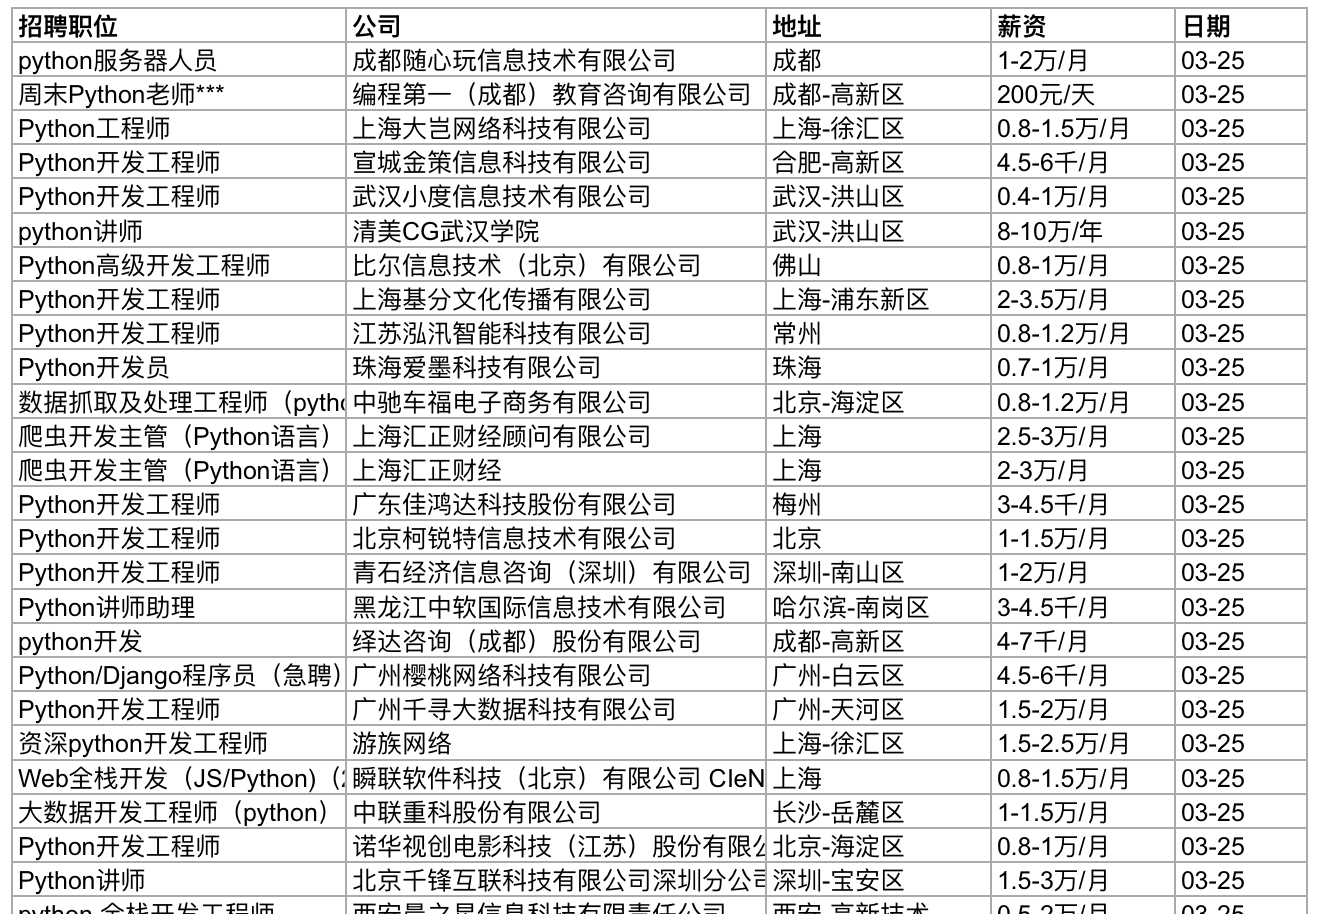 招聘职位 公司 地址 薪资 日期
python服务器人员 成都随心玩信息技术有限公司 成都 1-2万/月 03-25
周末Python老师*** 编程第一（成都）教育咨询有限公司 成都-高新区 200元/天 03-25
Python工程师 上海大岂网络科技有限公司 上海-徐汇区 0.8-1.5万/月 03-25
Python开发工程师 宣城金策信息科技有限公司 合肥-高新区 4.5-6千/月 03-25
Python开发工程师 武汉小度信息技术有限公司 武汉-洪山区 0.4-1万/月 03-25
python讲师 清美CG武汉学院 武汉-洪山区 8-10万/年 03-25
Python高级开发工程师 比尔信息技术（北京）有限公司 佛山 0.8-1万/月 03-25
Python开发工程师 上海基分文化传播有限公司 上海-浦东新区 2-3.5万/月 03-25
Python开发工程师 江苏泓汛智能科技有限公司 常州 0.8-1.2万/月 03-25
Python开发员 珠海爱墨科技有限公司 珠海 0.7-1万/月 03-25
数据抓取及处理工程师（pytho 中驰车福电子商务有限公司 北京-海淀区 0.8-1.2万/月 03-25
爬虫开发主管（Python语言） 上海汇正财经顾问有限公司 上海 2.5-3万/月 03-25
爬虫开发主管（Python语言） 上海汇正财经 上海 2-3万/月 03-25
Python开发工程师 广东佳鸿达科技股份有限公司 梅州 3-4.5千/月 03-25
Python开发工程师 北京柯锐特信息技术有限公司 北京 1-1.5万/月 03-25
Python开发工程师 青石经济信息咨询（深圳）有限公司 深圳-南山区 1-2万/月 03-25
Python讲师助理 黑龙江中软国际信息技术有限公司 哈尔滨-南岗区 3-4.5千/月 03-25
python开发 绎达咨询（成都）股份有限公司 成都-高新区 4-7千/月 03-25
Python/Django程序员（急聘） 广州樱桃网络科技有限公司 广州-白云区 4.5-6千/月 03-25
Python开发工程师 广州千寻大数据科技有限公司 广州-天河区 1.5-2万/月 03-25
资深python开发工程师 游族网络 上海-徐汇区 1.5-2.5万/月 03-25
Web全栈开发（JS/Python)（ 瞬联软件科技（北京）有限公司 CIeN 上海 0.8-1.5万/月 03-25
大数据开发工程师（python） 中联重科股份有限公司 长沙-岳麓区 1-1.5万/月 03-25
Python开发工程师 诺华视创电影科技（江苏）股份有限公 北京-海淀区 0.8-1万/月 03-25
Python讲师 北京千锋互联科技有限公司深圳分公司 深圳-宝安区 1.5-3万/月 03-25
python 全栈开发工程师 西安晨之星信息科技有限责任公司 西安-高新技术 0.5-2万/月 03-25